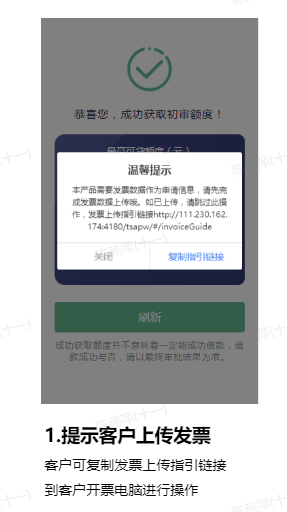 恭喜您，成功获取初审额度！
最高可贷额度（元）
温馨提示
本产品需要发票数据作为申请信息，请先完
成发票数据上传哦。如已上传，请跳过此操
作，发票上传指引链接http://111.230.162.
174:4180/tsapw/#/invoiceGuide
关闭
复制指引链接
刷新
成功获取额度并不意味着一定能成功借款，借
款成功与否，请以最终审批结果为准。
1.提示客户上传发票
客户可复制发票上传指引链接
到客户开票电脑进行操作